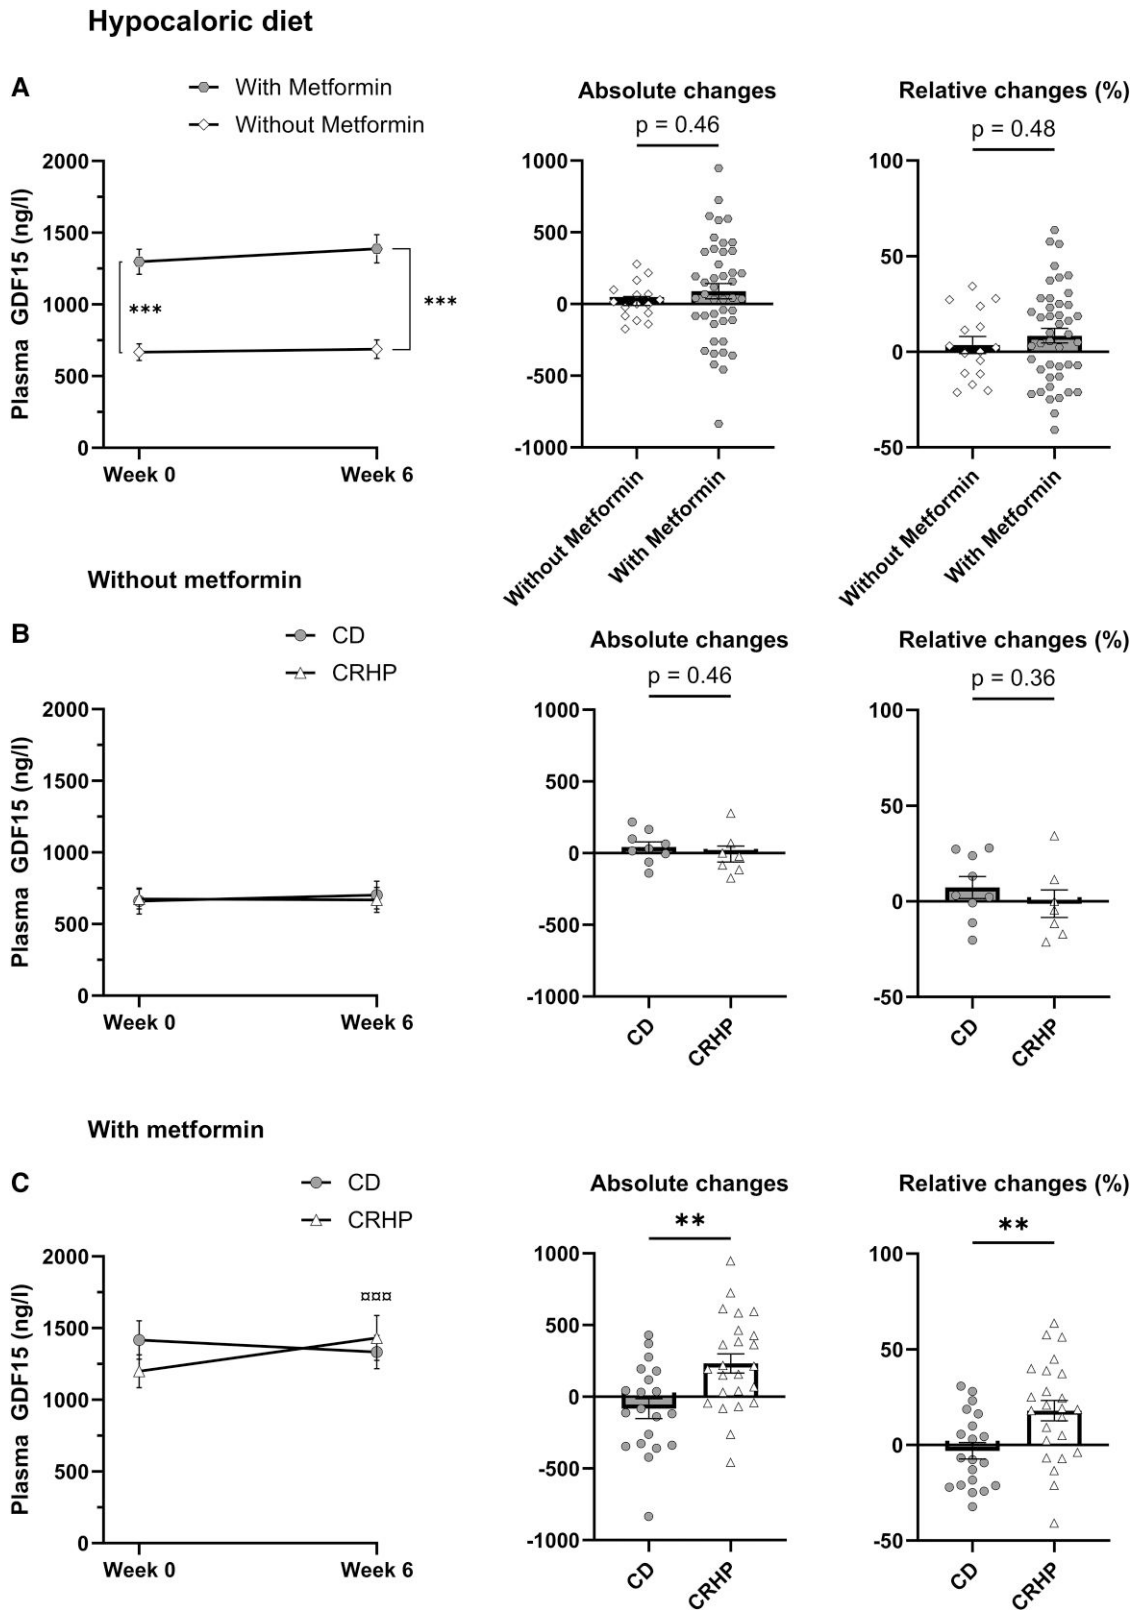 Hypocaloric diet
A
With Metformin
Without Metformin
Plasma GDF15 (ng/l)
2000
1500
1000
500
0
***
***
Week 0
Week 6
Absolute changes
p = 0.46
1000
500
0
-500
-1000
Without Metformin
With Metformin
Relative changes (%)
p = 0.48
100
50
0
-50
Without Metformin
With Metformin
Without metformin
B
CD
CRHP
Plasma GDF15 (ng/l)
2000
1500
1000
500
0
Week 0
Week 6
Absolute changes
p = 0.46
1000
500
0
-500
-1000
CD
CRHP
Relative changes (%)
p = 0.36
100
50
0
-50
CD
CRHP
With metformin
C
CD
CRHP
Plasma GDF15 (ng/l)
2000
1500
1000
500
0
¤¤¤
Week 0
Week 6
Absolute changes
**
1000
500
0
-500
-1000
CD
CRHP
Relative changes (%)
**
100
50
0
-50
CD
CRHP